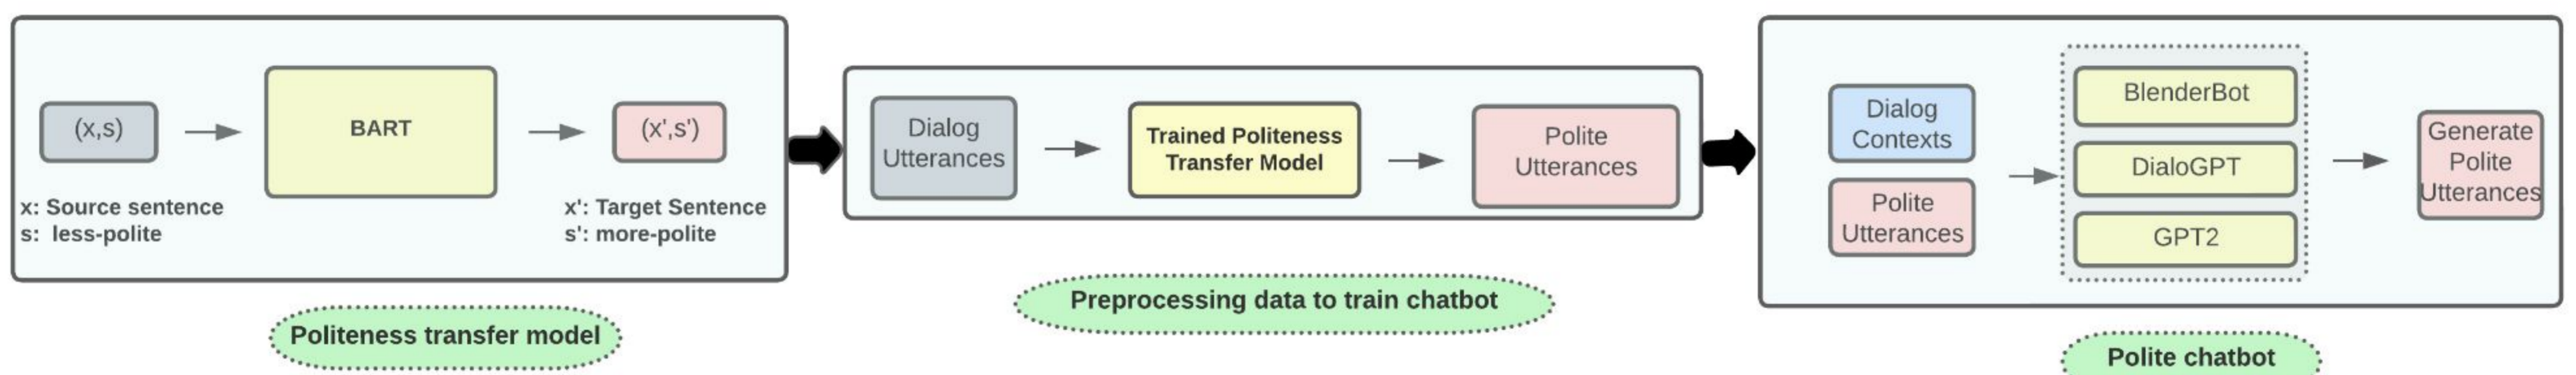 (x,s)
BART
(x',s')
x: Source sentence
s: less-polite
x': Target Sentence
s': more-polite
Politeness transfer model
Dialog
Utterances
Trained Politeness
Transfer Model
Polite
Utterances
Preprocessing data to train chatbot
Dialog
Contexts
Polite
Utterances
BlenderBot
DialoGPT
GPT2
Generate
Polite
Utterances
Polite chatbot